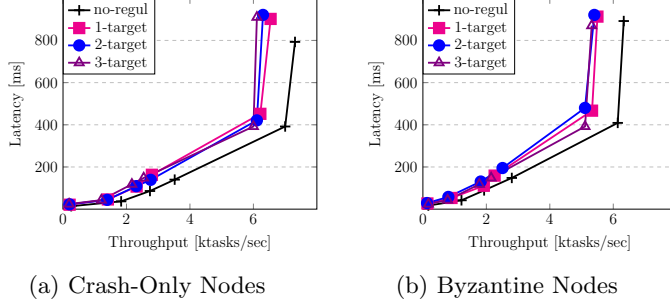 no-regul
1-target
2-target
3-target
800
600
400
200
0 2 4 6
Latency [ms]
Throughput [ktasks/sec]
(a) Crash-Only Nodes
no-regul
1-target
2-target
3-target
800
600
400
200
0 2 4 6
Latency [ms]
Throughput [ktasks/sec]
(b) Byzantine Nodes